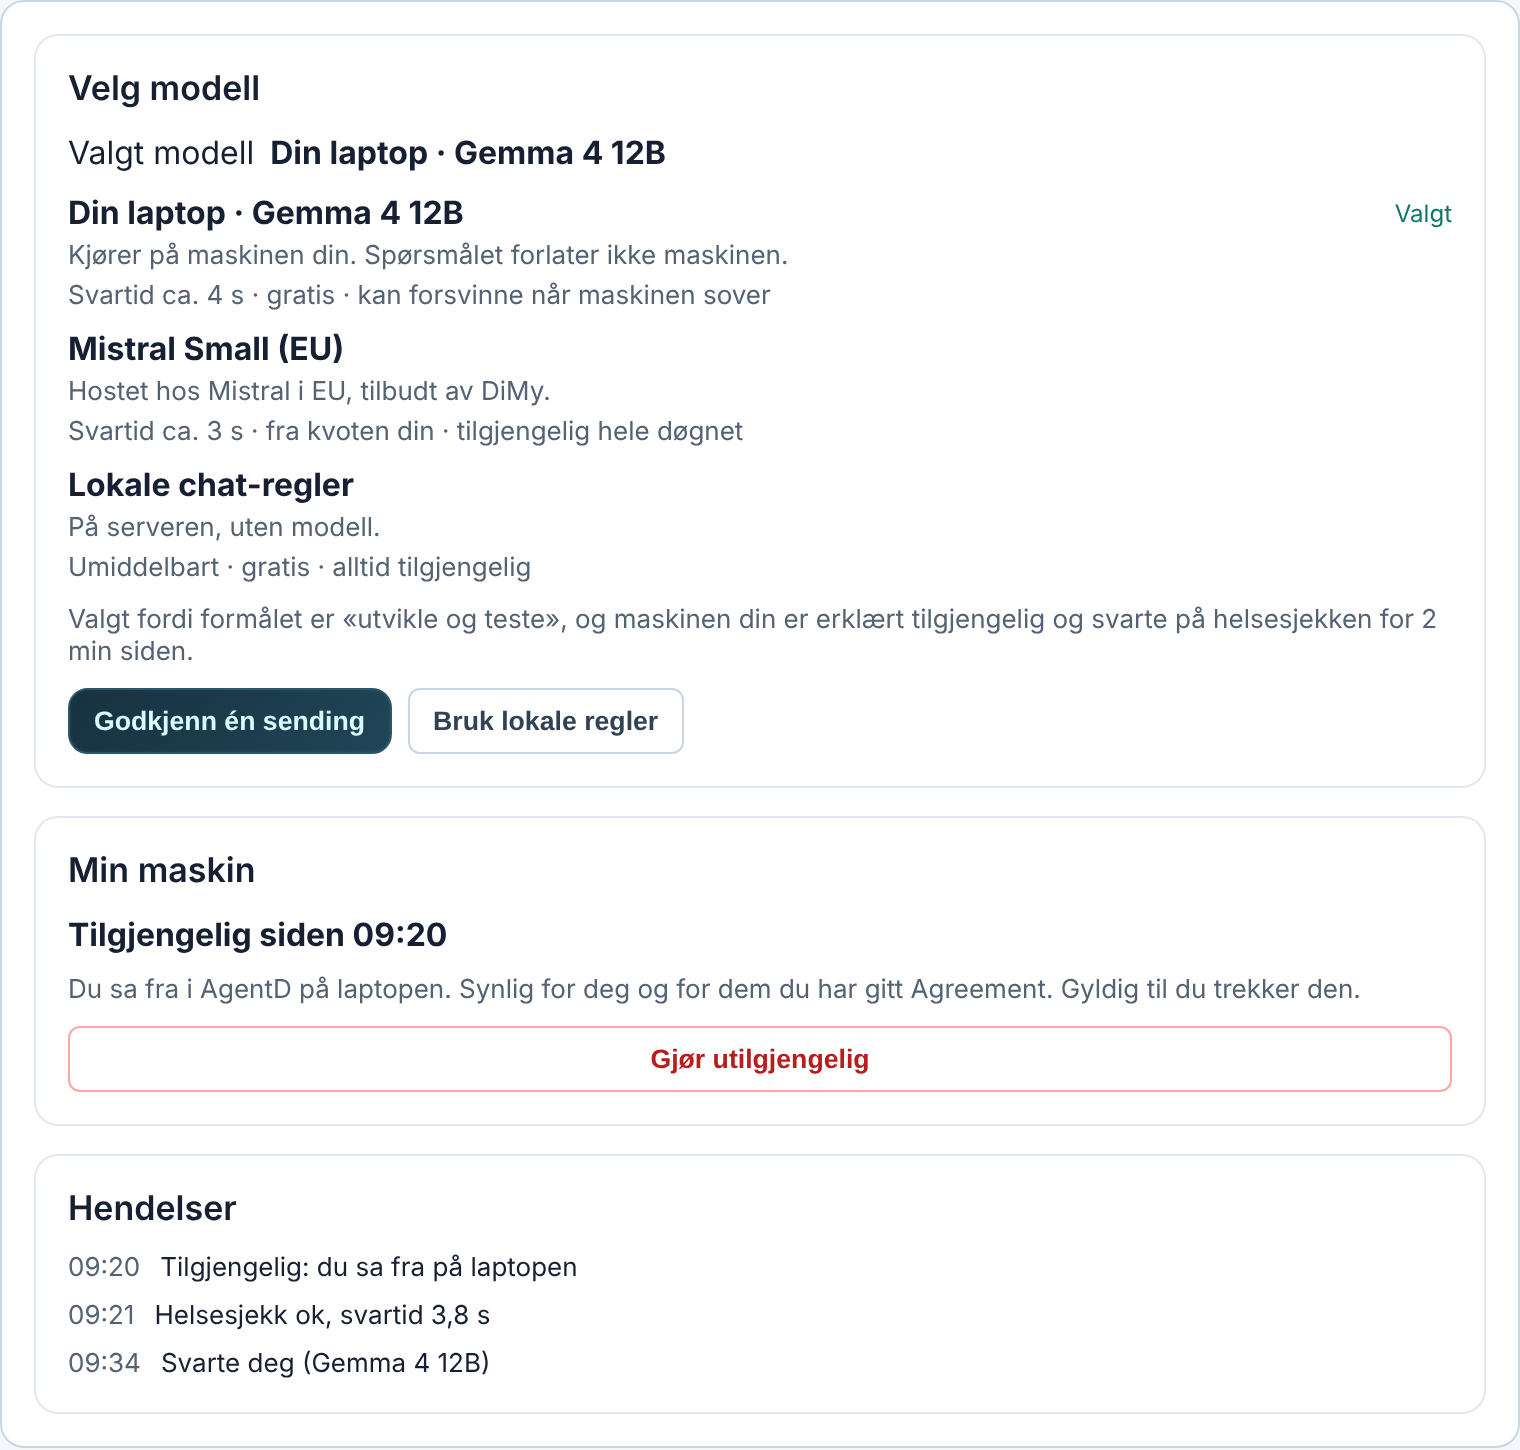 Velg modell
Valgt modell Din laptop · Gemma 4 12B
Din laptop · Gemma 4 12B Valgt
Kjører på maskinen din. Spørsmålet forlater ikke maskinen.
Svartid ca. 4 s · gratis · kan forsvinne når maskinen sover
Mistral Small (EU)
Hostet hos Mistral i EU, tilbudt av DiMy.
Svartid ca. 3 s · fra kvoten din · tilgjengelig hele døgnet
Lokale chat-regler
På serveren, uten modell.
Umiddelbart · gratis · alltid tilgjengelig
Valgt fordi formålet er «utvikle og teste», og maskinen din er erklært tilgjengelig og svarte på helsesjekken for 2
min siden.
Godkjenn én sending Bruk lokale regler
Min maskin
Tilgjengelig siden 09:20
Du sa fra i AgentD på laptopen. Synlig for deg og for dem du har gitt Agreement. Gyldig til du trekker den.
Gjør utilgjengelig
Hendelser
09:20 Tilgjengelig: du sa fra på laptopen
09:21 Helsesjekk ok, svartid 3,8 s
09:34 Svarte deg (Gemma 4 12B)